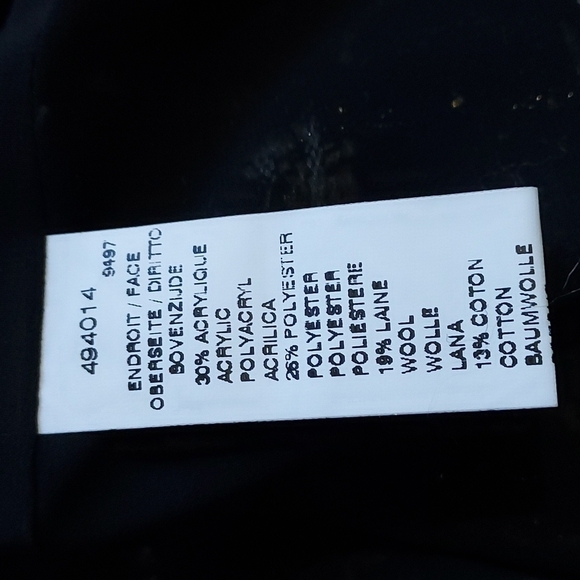 494014
9497
ENDROIT / FACE
OBERSEITE / DIRITTO
BOVENZIJDE
30% ACRYLIQUE
ACRYLIC
POLYACRYL
ACRILICA
26% POLYESTER
POLYESTER
POLYESTER
POLIESTERE
19% LAINE
WOOL
WOLLE
LANA
13% COTON
COTTON
BAUMWOLLE